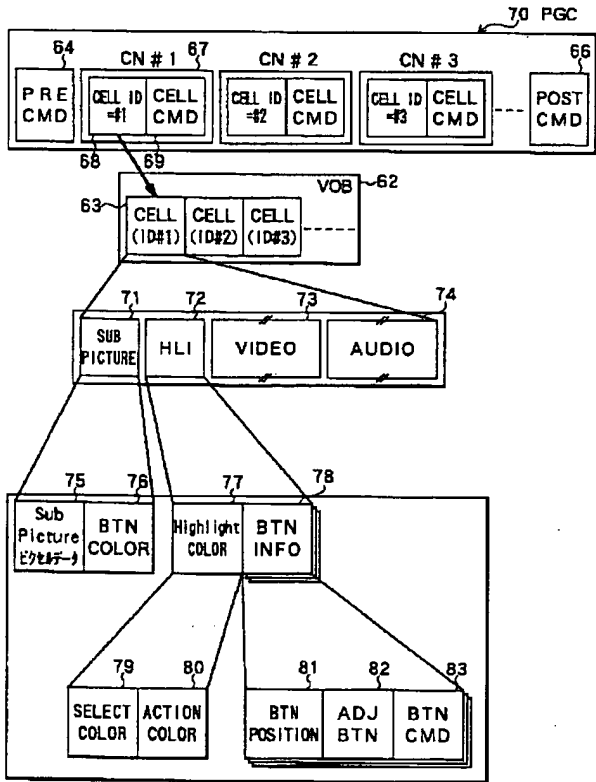 70 PGC
64
CN # 1
67
CN # 2
CN # 3
66
PRE
CMD
CELL ID
=#1
CELL
CMD
CELL ID
=#2
CELL
CMD
CELL ID
=#3
CELL
CMD
POST
CMD
68
69
VOB
62
63
CELL
(ID#1)
CELL
(ID#2)
CELL
(ID#3)
71
72
73
74
SUB
PICTURE
HLI
VIDEO
AUDIO
75
76
77
78
Sub
Picture
ピクセルデータ
BTN
COLOR
Highlight
COLOR
BTN
INFO
79
80
81
82
83
SELECT
COLOR
ACTION
COLOR
BTN
POSITION
ADJ
BTN
BTN
CMD